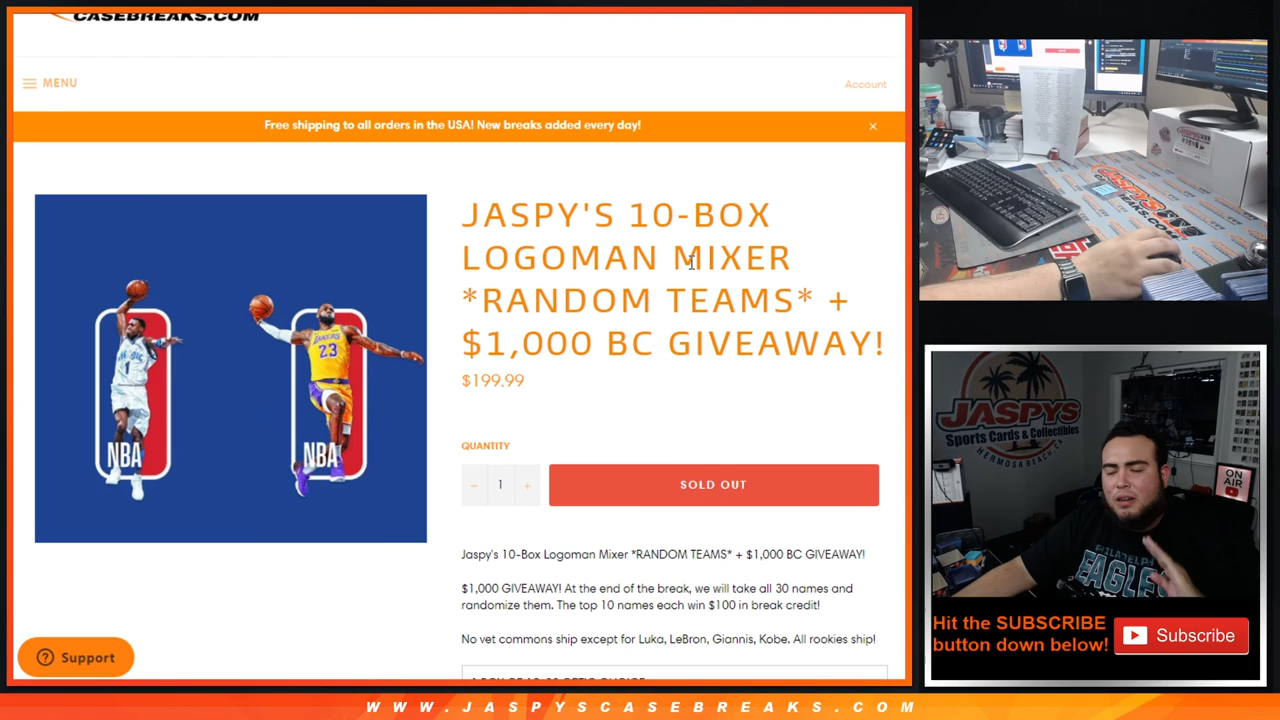 CASEBREAKS.COM
MENU
Account
Free shipping to all orders in the USA! New breaks added every day!
×
JASPY'S 10-BOX
LOGOMAN MIXER
*RANDOM TEAMS* +
$1,000 BC GIVEAWAY!
$199.99
QUANTITY
− 1 +
SOLD OUT
1
NBA
23
LAKERS
NBA
Jaspy's 10-Box Logoman Mixer *RANDOM TEAMS* + $1,000 BC GIVEAWAY!
$1,000 GIVEAWAY! At the end of the break, we will take all 30 names and
randomize them. The top 10 names each win $100 in break credit!
No vet commons ship except for Luka, LeBron, Giannis, Kobe. All rookies ship!
Support
JASPYS
JASPYS
Sports Cards & Collectibles
HERMOSA BEACH, CA
ON
AIR
PHILADELPHIA
EAGLES
Hit the SUBSCRIBE
button down below!
Subscribe
WWW.JASPYSCASEBREAKS.COM